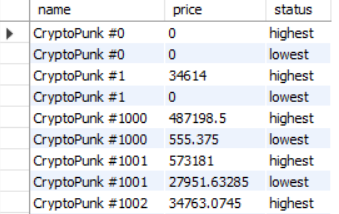 name price status
CryptoPunk #0 0 highest
CryptoPunk #0 0 lowest
CryptoPunk #1 34614 highest
CryptoPunk #1 0 lowest
CryptoPunk #1000 487198.5 highest
CryptoPunk #1000 555.375 lowest
CryptoPunk #1001 573181 highest
CryptoPunk #1001 27951.63285 lowest
CryptoPunk #1002 34763.0745 highest